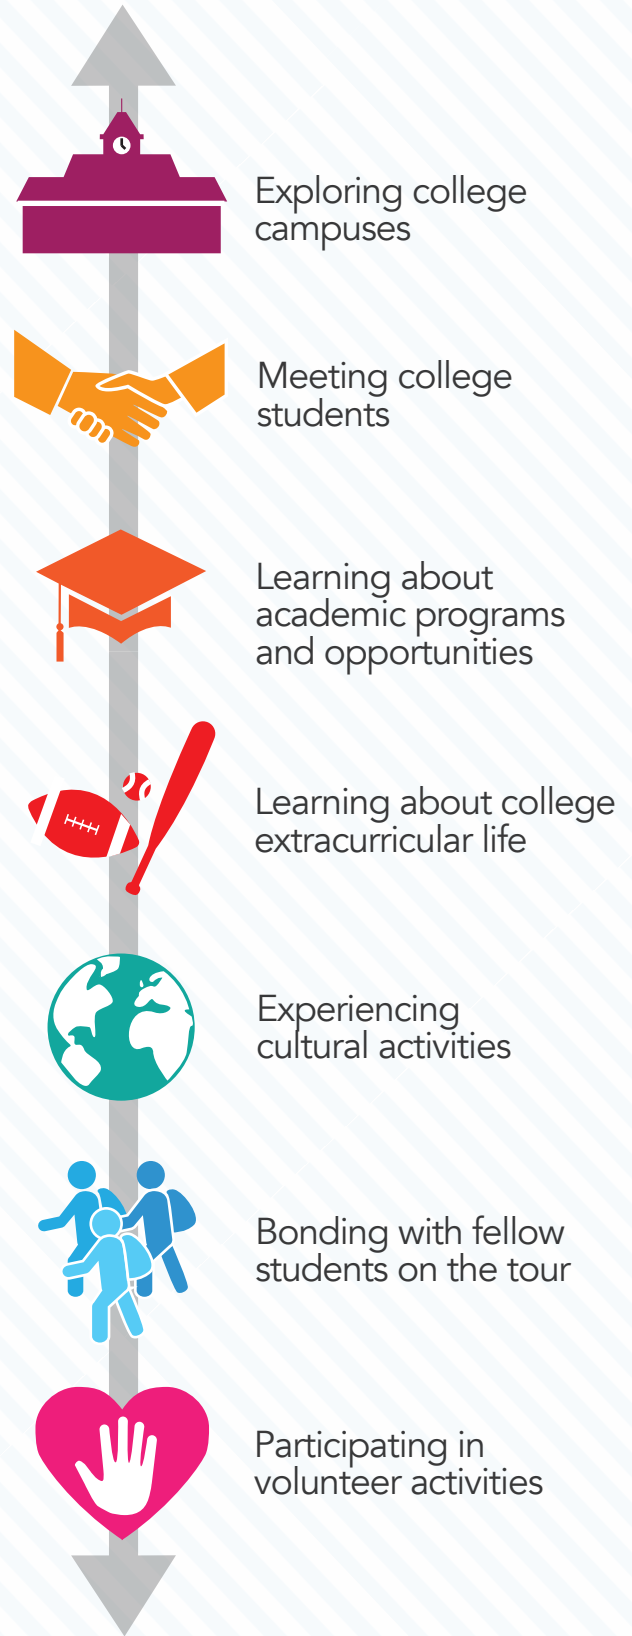 Exploring college
campuses
Meeting college
students
Learning about
academic programs
and opportunities
Learning about college
extracurricular life
Experiencing
cultural activities
Bonding with fellow
students on the tour
Participating in
volunteer activities